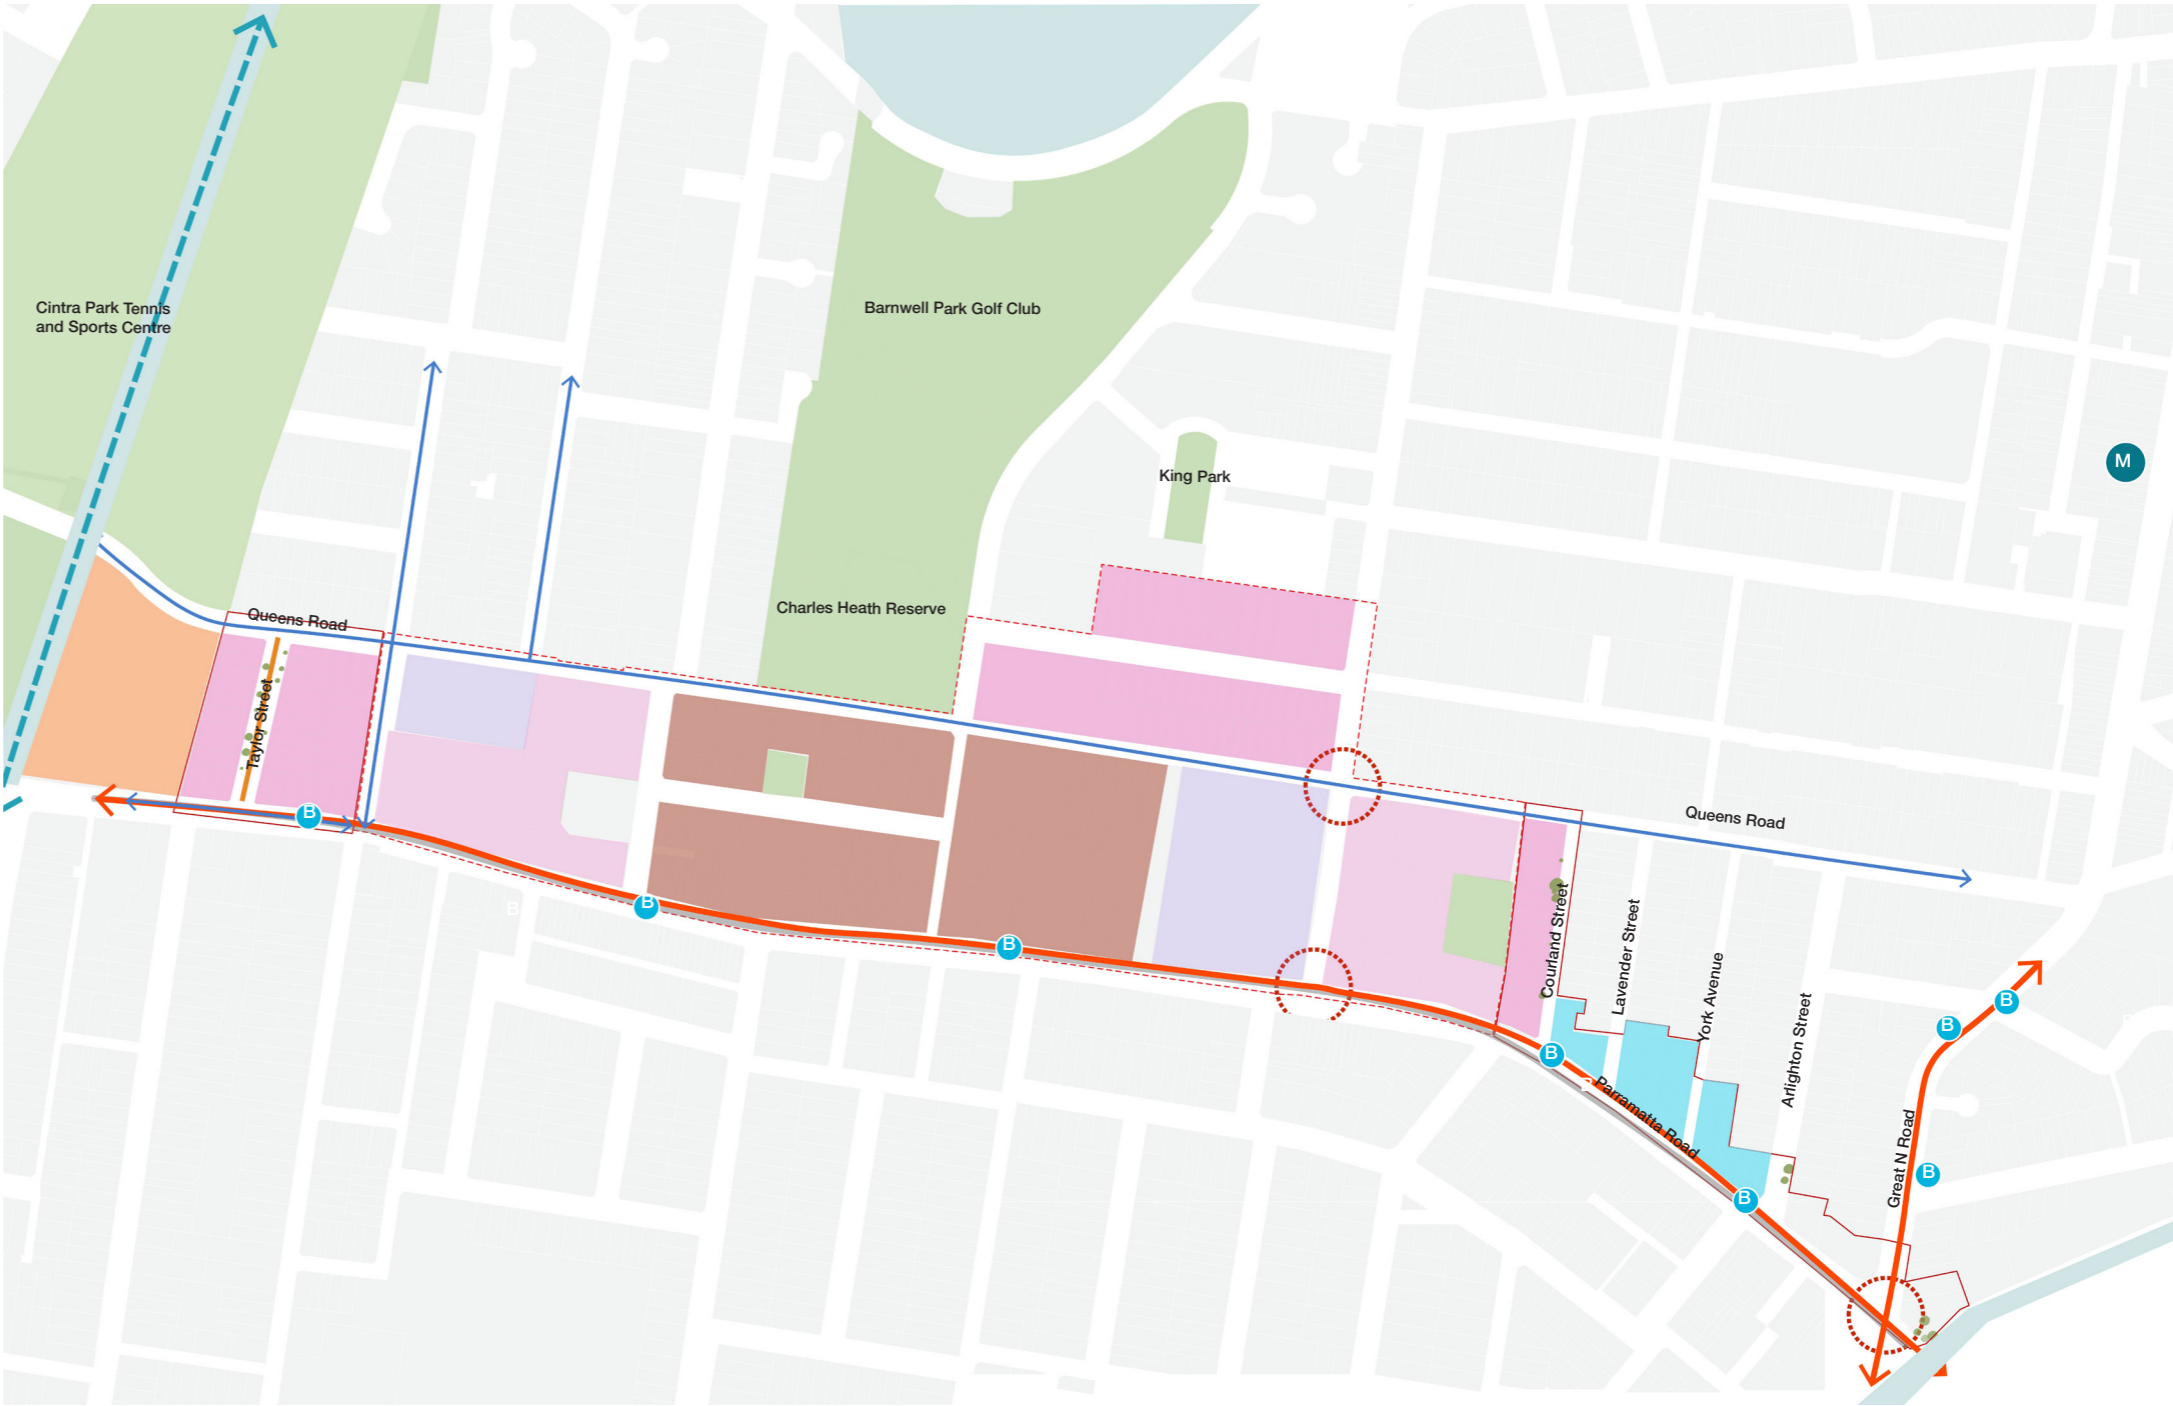 Cintra Park Tennis
and Sports Centre
Barnwell Park Golf Club
M
King Park
Charles Heath Reserve
Queens Road
Taylor Street
B
B
B
B
Queens Road
Courland Street
Lavender Street
York Avenue
Arlighton Street
B
B
B
Parramatta Road
Great N Road
B
B